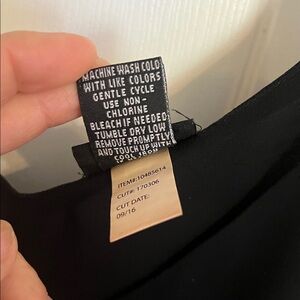 MACHINE WASH COLD
WITH LIKE COLORS
GENTLE CYCLE
USE NON-
CHLORINE
BLEACH IF NEEDED
TUMBLE DRY LOW
REMOVE PROMPTLY
AND TOUCH UP WITH
COOL IRON
ITEM#:10485614
CUT#: 170306
CUT DATE:
09/16